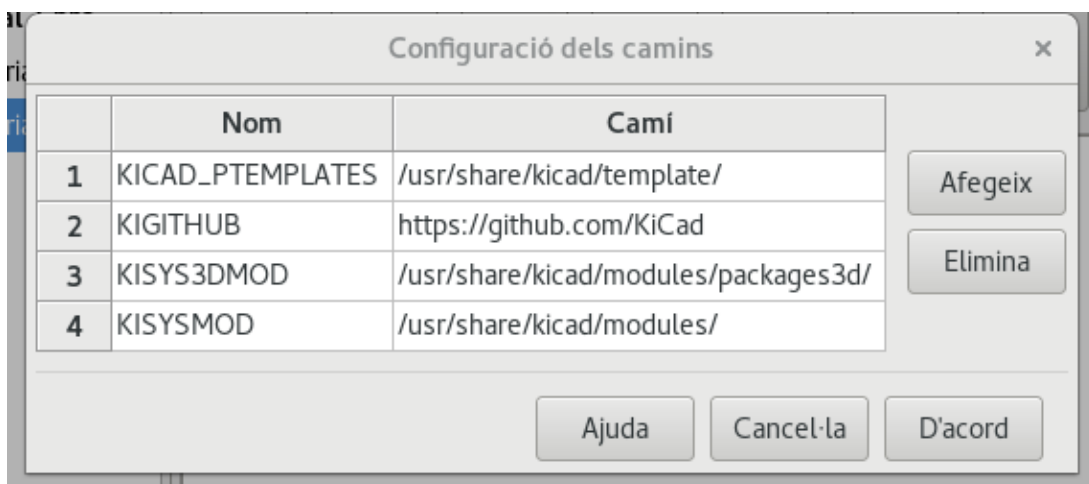 Configuració dels camins
Nom Camí
1 KICAD_PTEMPLATES /usr/share/kicad/template/
2 KIGITHUB https://github.com/KiCad
3 KISYS3DMOD /usr/share/kicad/modules/packages3d/
4 KISYSMOD /usr/share/kicad/modules/
Afegeix
Elimina
Ajuda Cancel·la D'acord